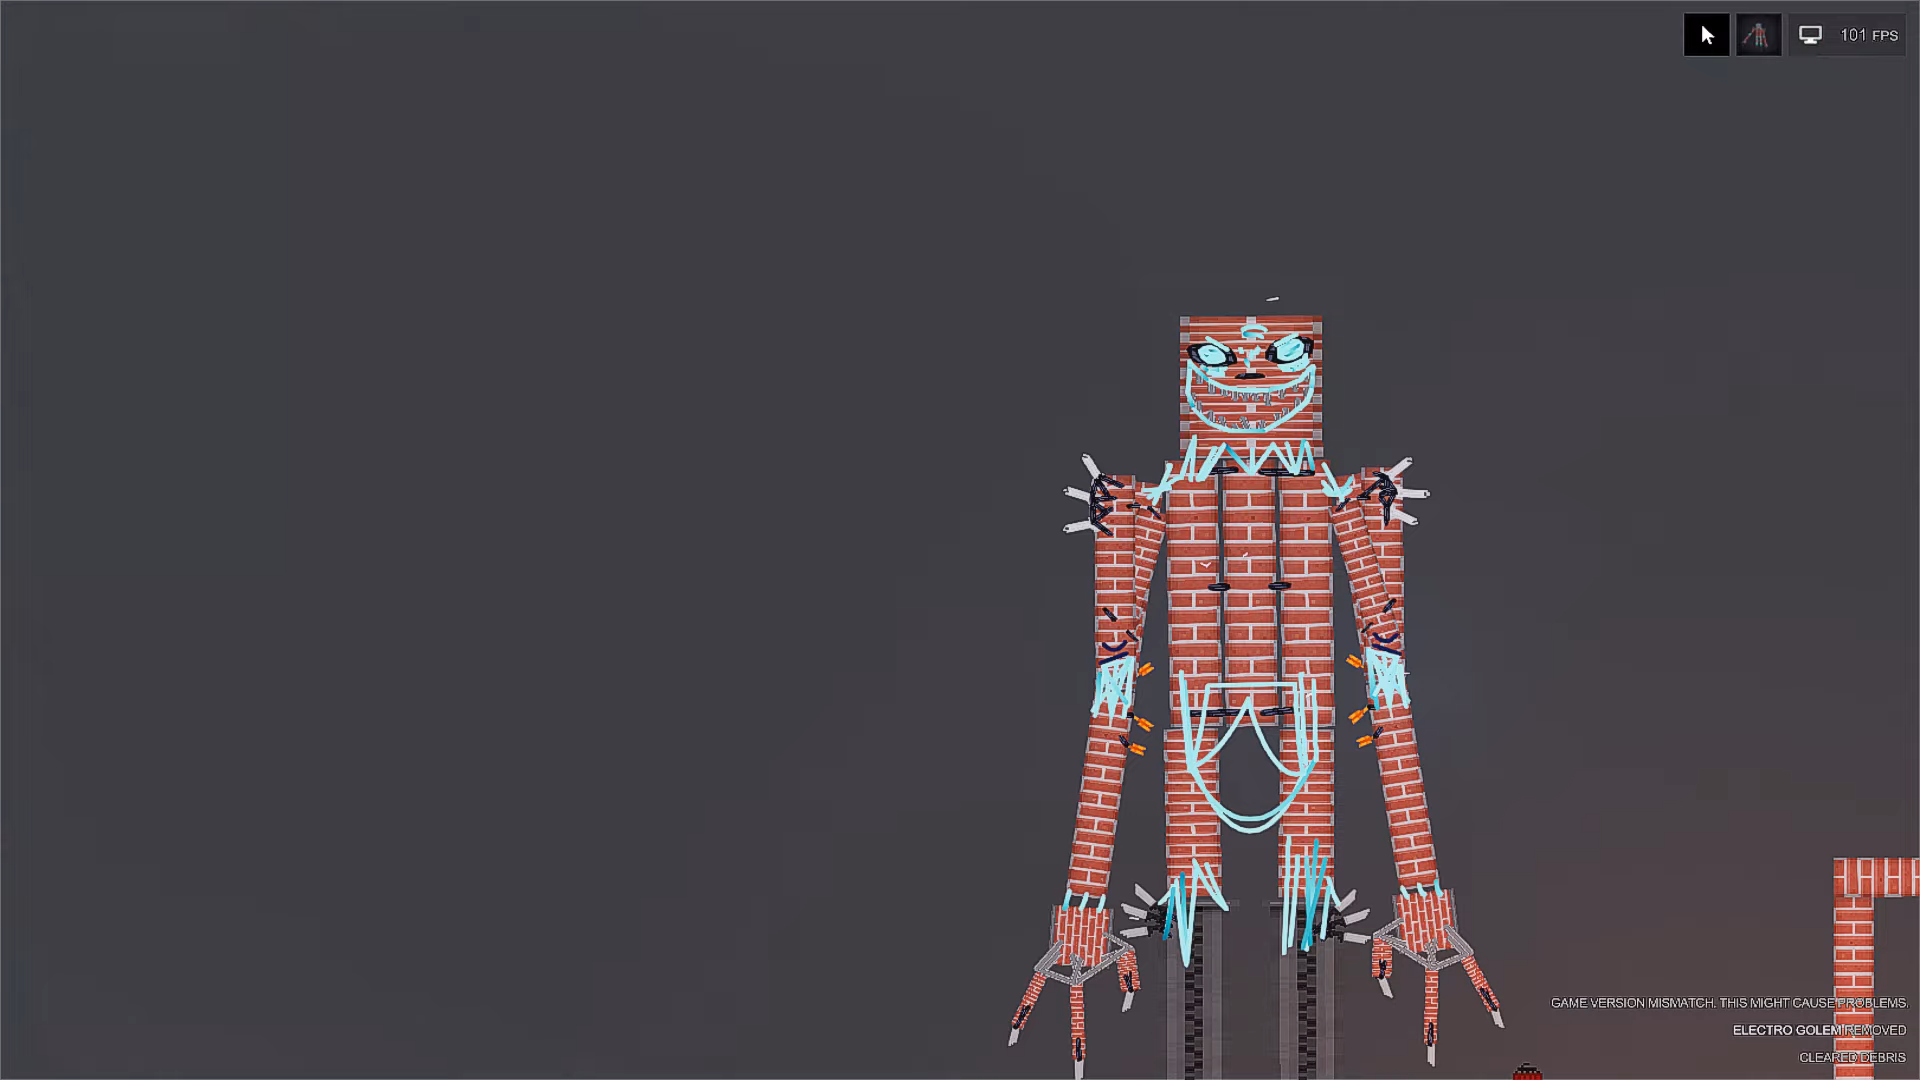 101 FPS
GAME VERSION MISMATCH. THIS MIGHT CAUSE PROBLEMS.
ELECTRO GOLEM REMOVED
CLEARED DEBRIS